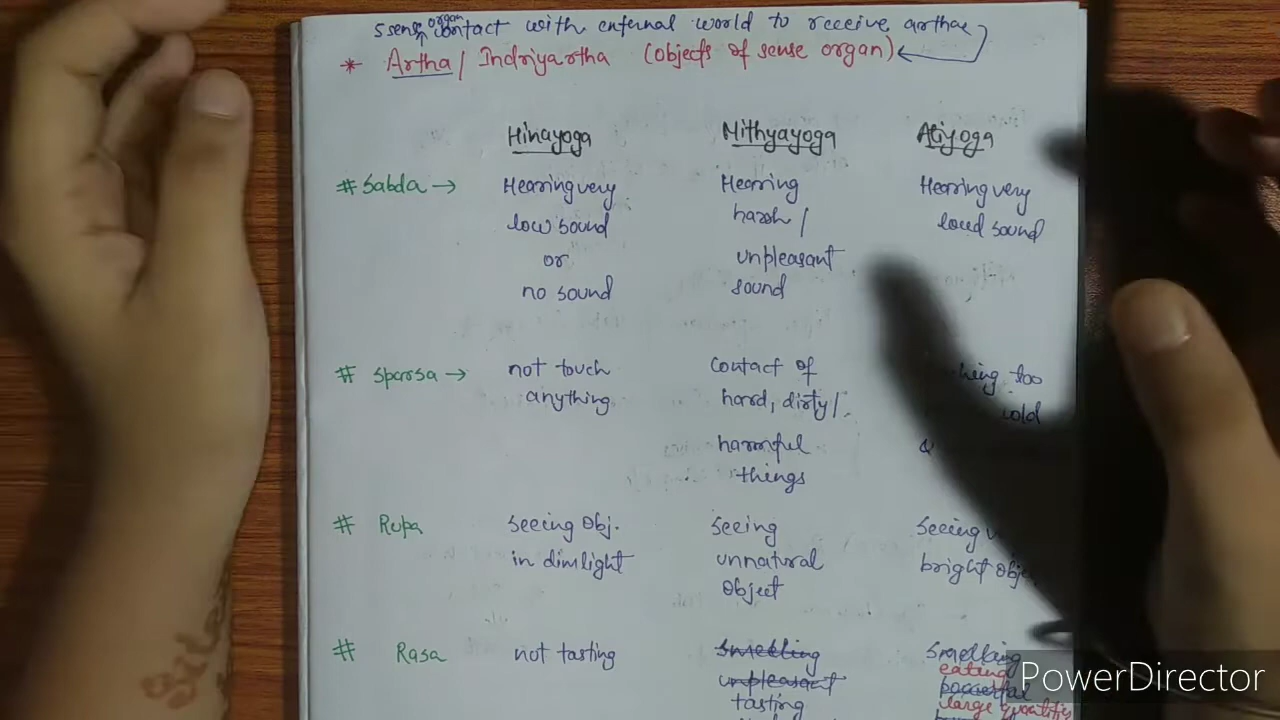 5 sense organ contact with external world to receive arthas
* Artha / Indriyartha (objects of sense organ)
Hinayoga Mithyayoga Atiyoga
# Sabda → Hearing very Hearing Hearing very
low sound harsh / loud sound
or unpleasant
no sound sound
# Sparsa → not touch Contact of too
anything hard, dirty / cold
harmful &
things
# Rupa Seeing Obj. Seeing Seeing
in dimlight unnatural bright
object
# Rasa not tasting Smelling Smelling
eating
unpleasant powerful
tasting large quantity
PowerDirector